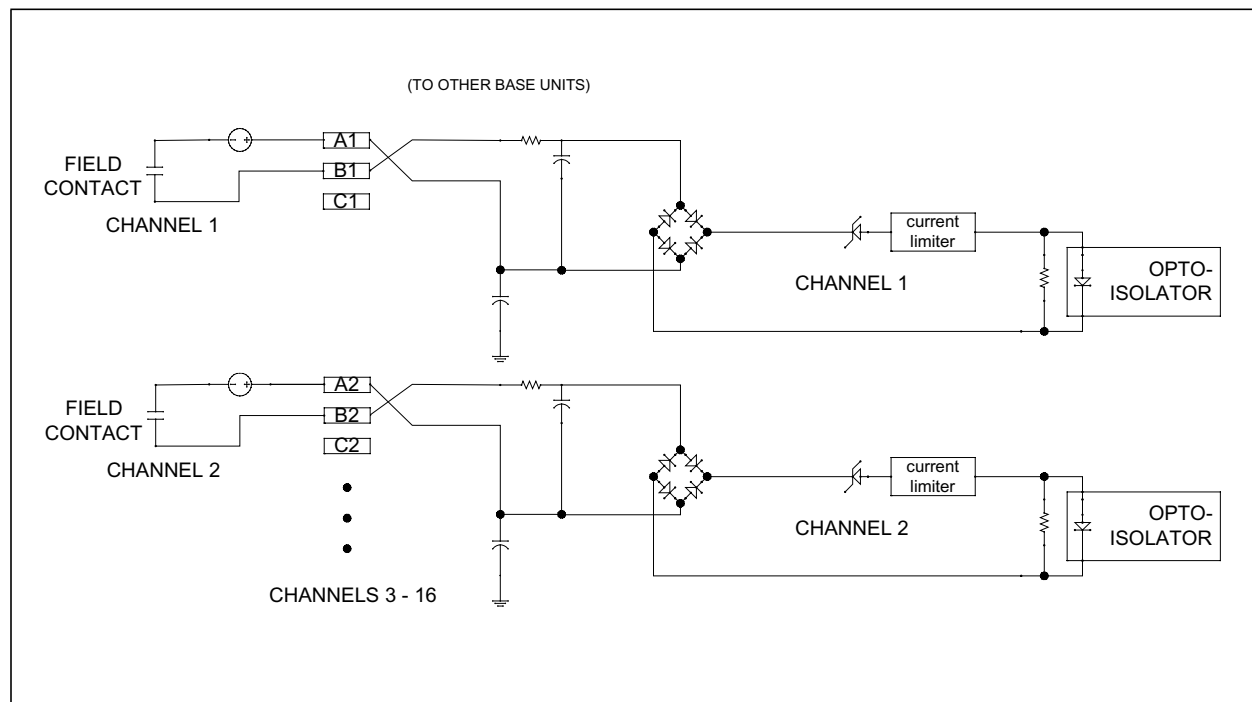 (TO OTHER BASE UNITS)
A1
FIELD
CONTACT
B1
C1
CHANNEL 1
current
limiter
CHANNEL 1
OPTO-
ISOLATOR
A2
FIELD
CONTACT
B2
C2
CHANNEL 2
current
limiter
CHANNEL 2
OPTO-
ISOLATOR
CHANNELS 3 - 16